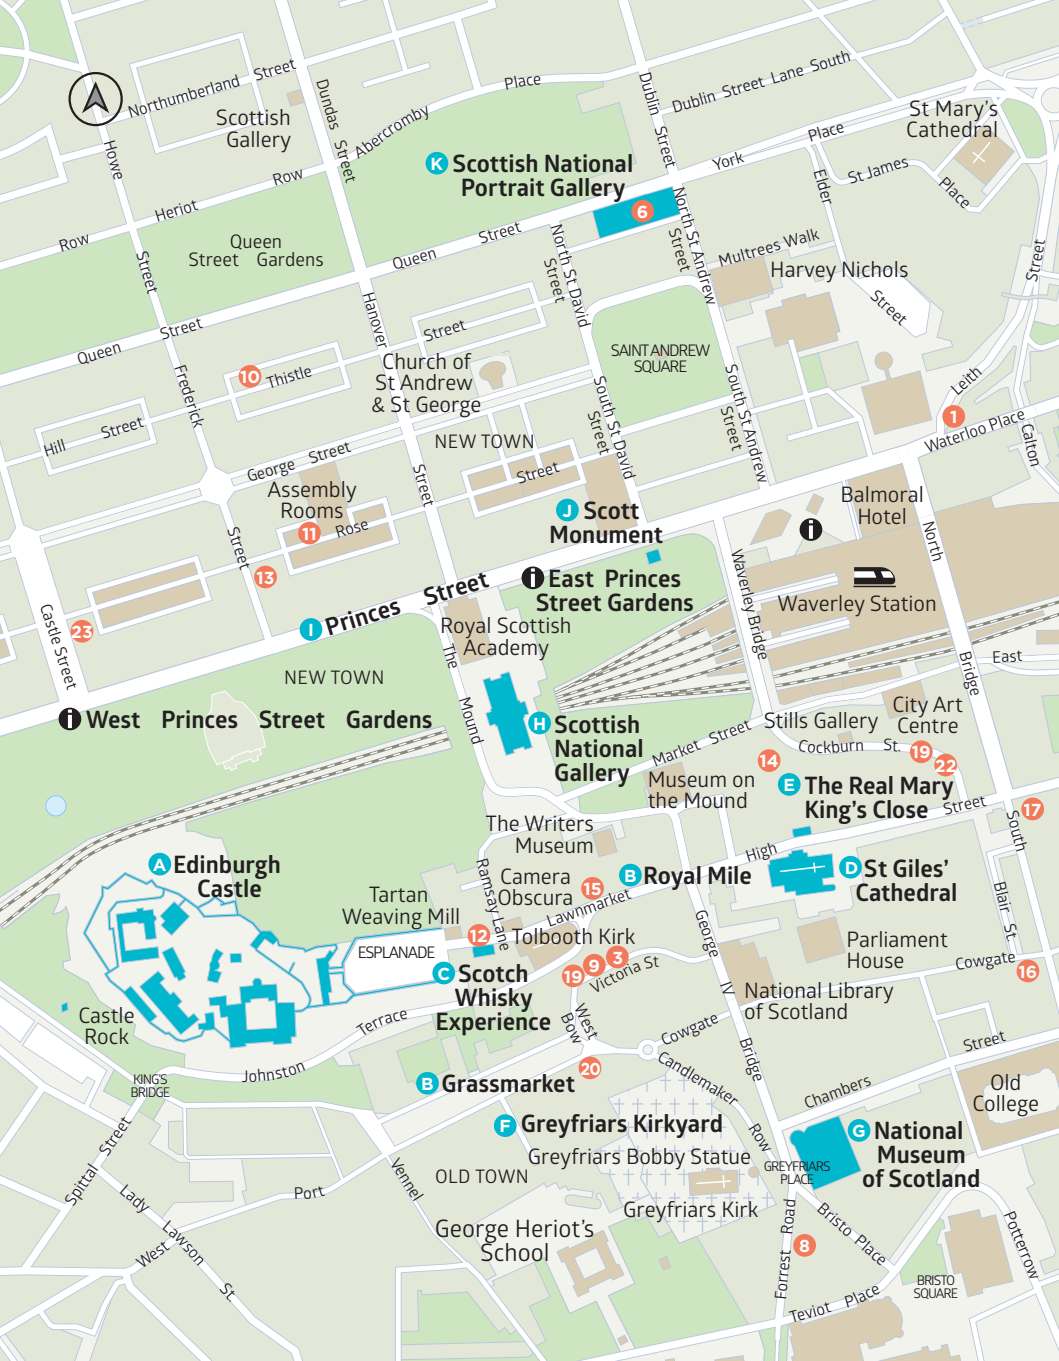 Northumberland Street
Scottish
Gallery
Howe
Street
Dundas
Street
Abercromby
Place
Dublin
Street
Dublin Street Lane South
York
Place
St Mary's
Cathedral
Elder
Street
St James
Place
K Scottish National
Portrait Gallery
6
Heriot
Row
Row
Queen
Street Gardens
Queen
Street
North St David
Street
North St Andrew
Street
Multrees Walk
Harvey Nichols
Street
Leith
Queen
Street
Frederick
Street
Hanover
Street
Street
Church of
St Andrew
& St George
SAINT ANDREW
SQUARE
10
Thistle
Hill
Street
South St David
Street
South St Andrew
Street
1
Waterloo Place
Calton
NEW TOWN
George Street
Assembly
Rooms
11
Rose
Street
J Scott
Monument
Balmoral
Hotel
i
North
Bridge
13
Castle Street
23
I Princes Street
i East Princes
Street Gardens
Waverley Bridge
Waverley Station
Royal Scottish
Academy
The
Mound
NEW TOWN
i West Princes Street Gardens
East
H Scottish
National
Gallery
Market Street
Stills Gallery
City Art
Centre
Cockburn St.
19
22
14
Museum on
the Mound
E The Real Mary
King's Close
17
South
The Writers
Museum
High
Street
A Edinburgh
Castle
Ramsay Lane
Camera
Obscura
15
B Royal Mile
D St Giles'
Cathedral
Blair St.
Tartan
Weaving Mill
Lawnmarket
12
Tolbooth Kirk
George
IV
Bridge
Parliament
House
ESPLANADE
C Scotch
Whisky
Experience
19
9
3
Victoria St
Cowgate
16
Castle
Rock
Terrace
West
Bow
Cowgate
National Library
of Scotland
KING'S
BRIDGE
Johnston
20
B Grassmarket
Candlemaker
Row
Chambers
Street
Old
College
F Greyfriars Kirkyard
G National
Museum
of Scotland
Greyfriars Bobby Statue
GREYFRIARS
PLACE
Spittal Street
Vennel
OLD TOWN
Lady
Lawson
St
Port
West
Greyfriars Kirk
George Heriot's
School
Forrest Road
8
Bristo Place
Potterrow
BRISTO
SQUARE
Teviot Place